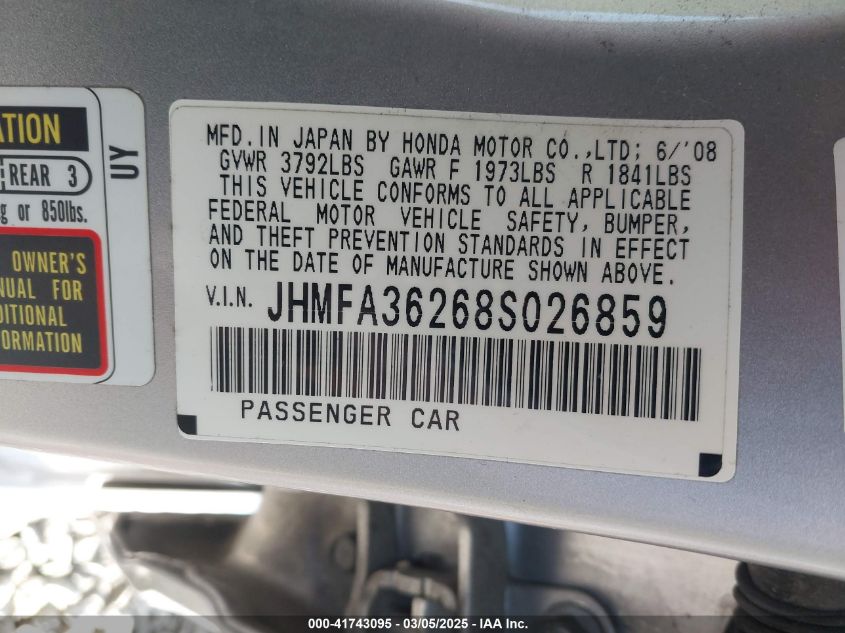 ATION
REAR 3
g or 850lbs.
OWNER'S
NUAL FOR
DITIONAL
FORMATION
UY
MFD. IN JAPAN BY HONDA MOTOR CO.,LTD; 6/'08
GVWR 3792LBS GAWR F 1973LBS R 1841LBS
THIS VEHICLE CONFORMS TO ALL APPLICABLE
FEDERAL MOTOR VEHICLE SAFETY, BUMPER,
AND THEFT PREVENTION STANDARDS IN EFFECT
ON THE DATE OF MANUFACTURE SHOWN ABOVE.
V.I.N. JHMFA36268S026859
PASSENGER CAR
000-41743095 - 03/05/2025 - IAA Inc.